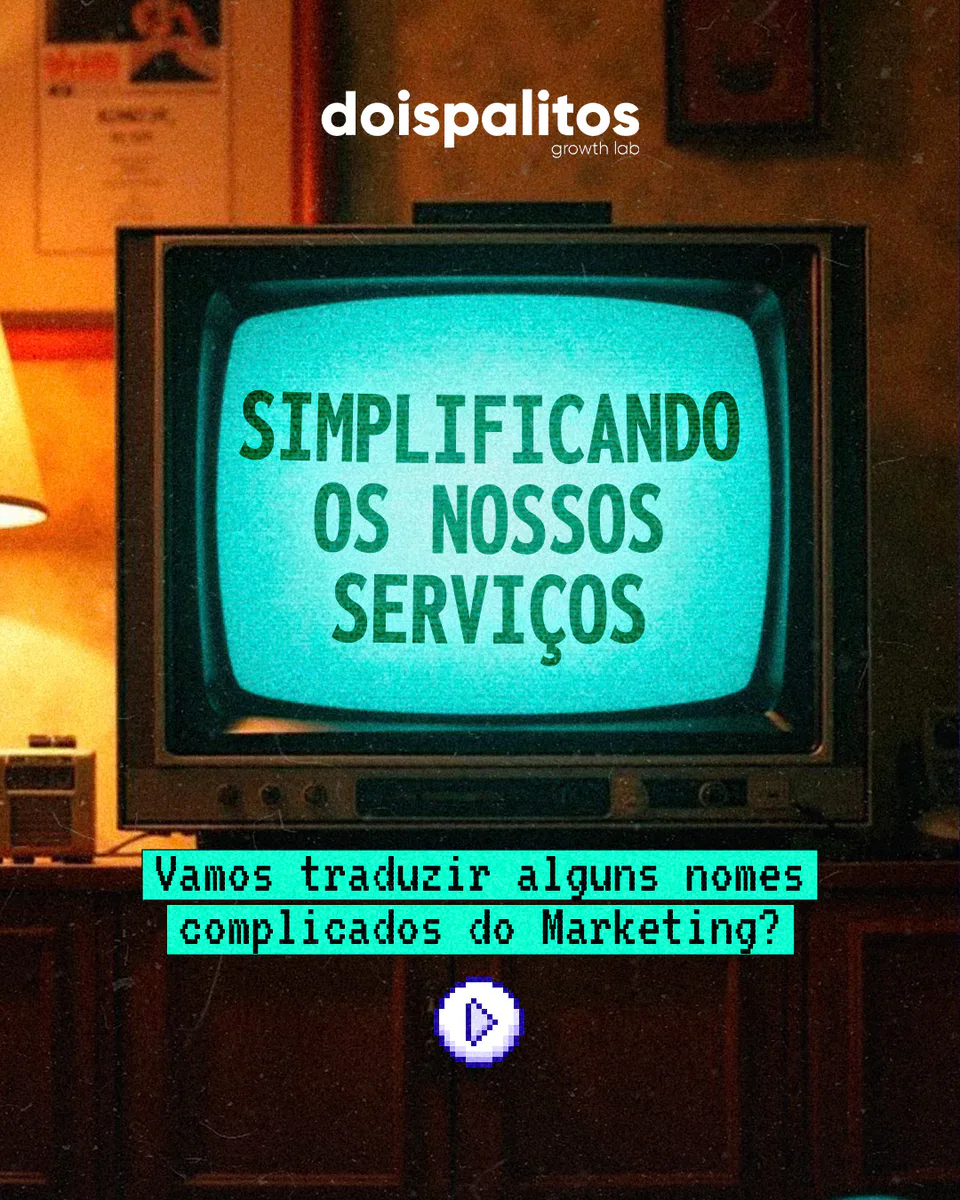 doispalitos
growth lab
SIMPLIFICANDO
OS NOSSOS
SERVIÇOS
Vamos traduzir alguns nomes
complicados do Marketing?